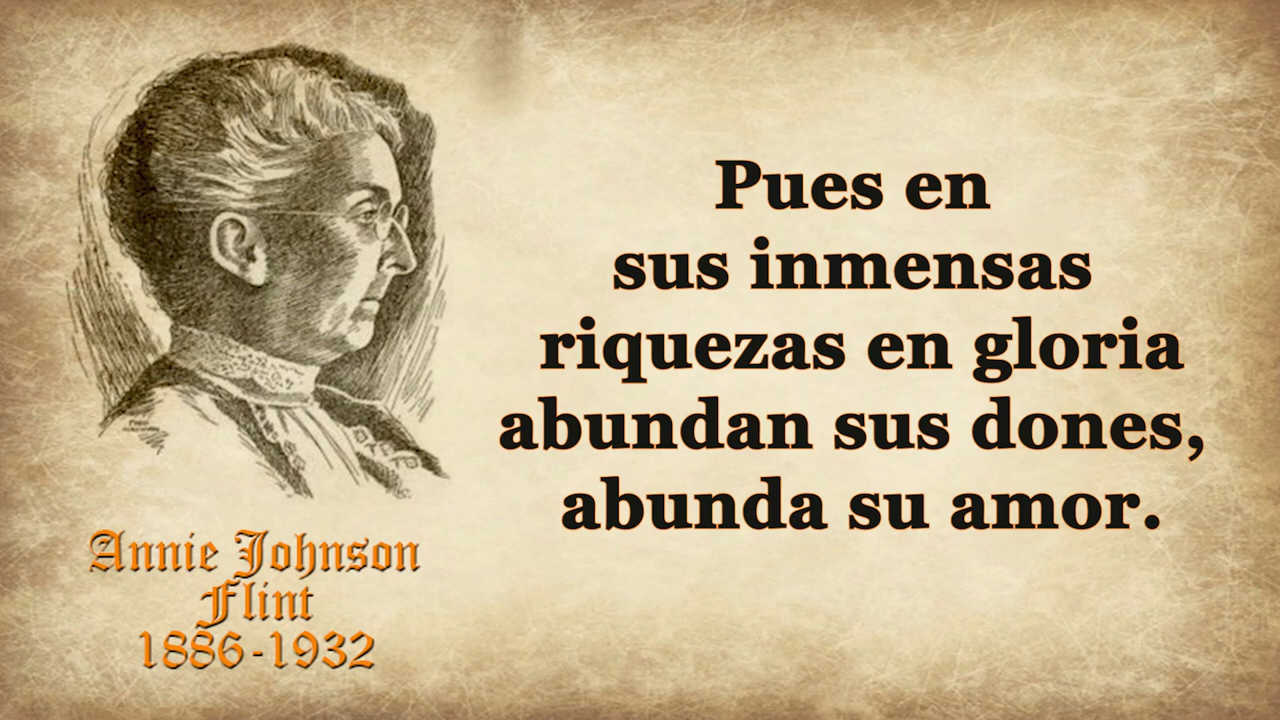 Pues en
sus inmensas
riquezas en gloria
abundan sus dones,
abunda su amor.
Annie Johnson
Flint
1886-1932